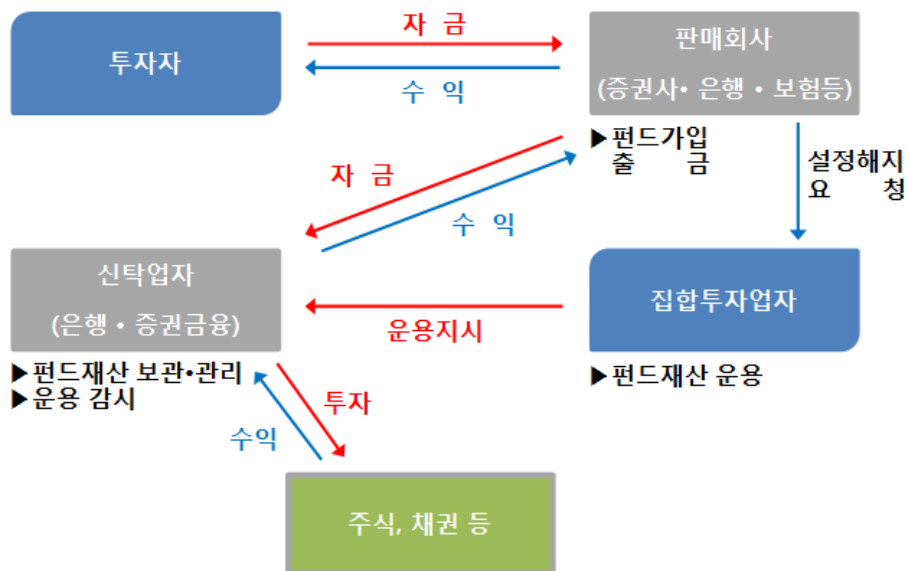 투자자
자 금
수 익
판매회사
(증권사• 은행 • 보험등)
▶펀드가입
출 금
설정해지
요 청
자 금
수 익
신탁업자
(은행 • 증권금융)
▶펀드재산 보관•관리
▶운용 감시
운용지시
집합투자업자
▶펀드재산 운용
투자
수익
주식, 채권 등